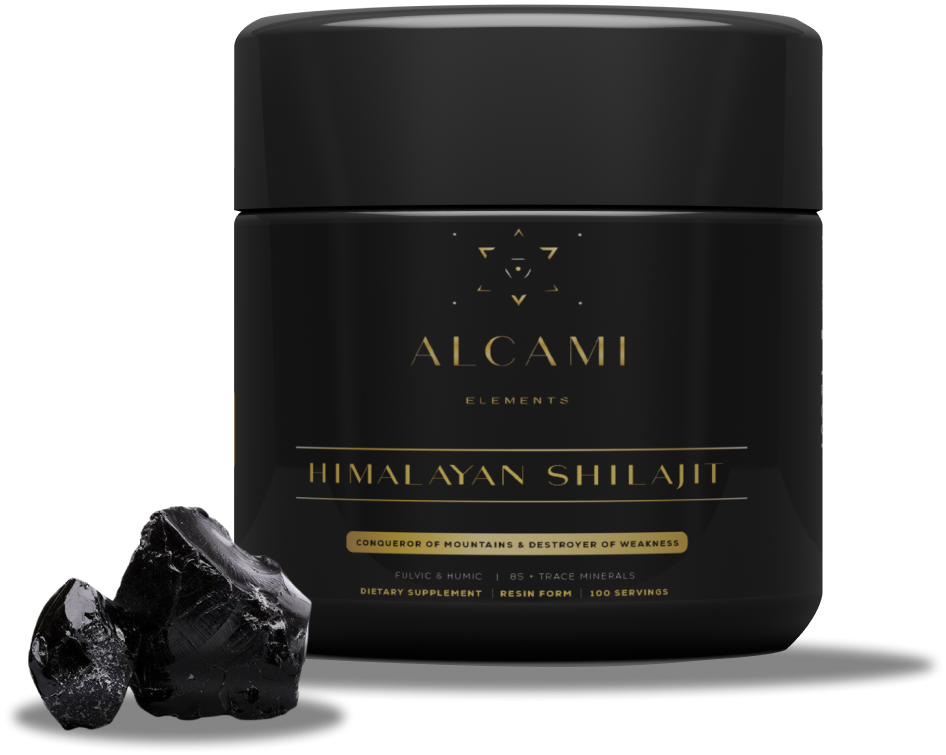 ALCAMI
ELEMENTS
HIMALAYAN SHILAJIT
CONQUEROR OF MOUNTAINS & DESTROYER OF WEAKNESS
FULVIC & HUMIC | 85 + TRACE MINERALS
DIETARY SUPPLEMENT | RESIN FORM | 100 SERVINGS